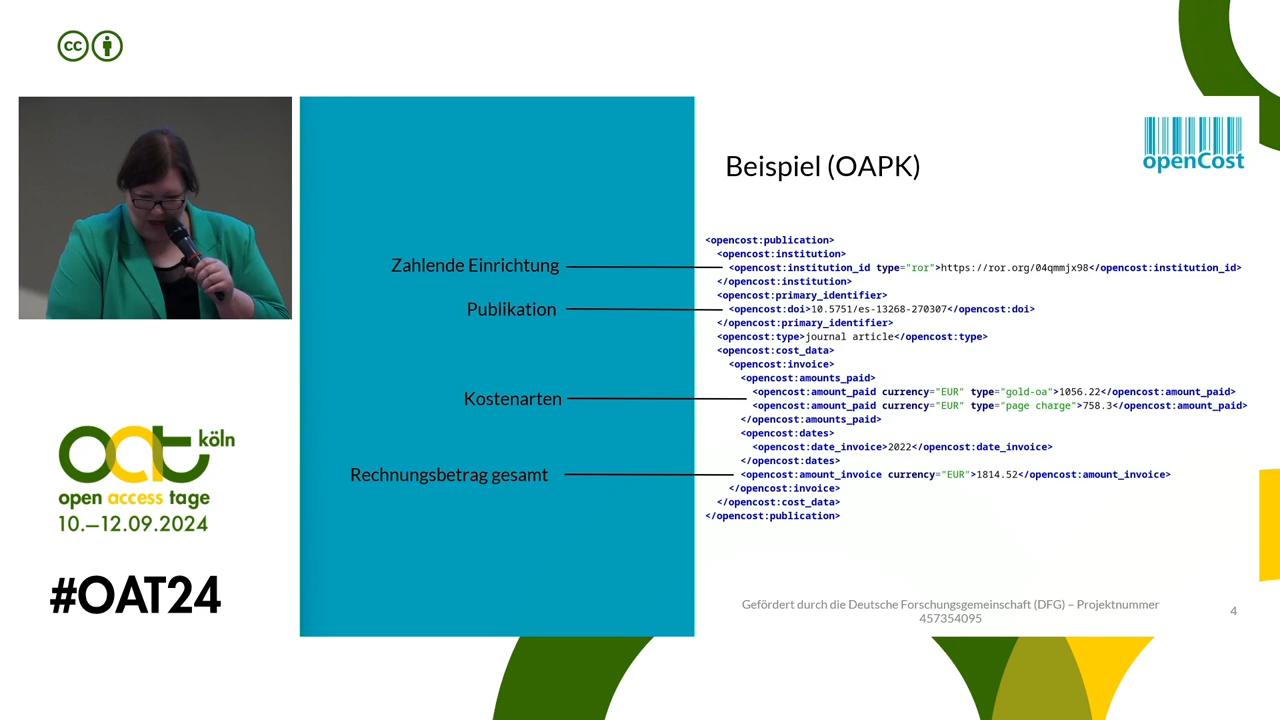 cc
openCost
Beispiel (OAPK)
Zahlende Einrichtung
Publikation
Kostenarten
Rechnungsbetrag gesamt
<opencost:publication>
<opencost:institution>
<opencost:institution_id type="ror">https://ror.org/04qmmjx98</opencost:institution_id>
</opencost:institution>
<opencost:primary_identifier>
<opencost:doi>10.5751/es-13268-270307</opencost:doi>
</opencost:primary_identifier>
<opencost:type>journal article</opencost:type>
<opencost:cost_data>
<opencost:invoice>
<opencost:amounts_paid>
<opencost:amount_paid currency="EUR" type="gold-oa">1056.22</opencost:amount_paid>
<opencost:amount_paid currency="EUR" type="page charge">758.3</opencost:amount_paid>
</opencost:amounts_paid>
<opencost:dates>
<opencost:date_invoice>2022</opencost:date_invoice>
</opencost:dates>
<opencost:amount_invoice currency="EUR">1814.52</opencost:amount_invoice>
</opencost:invoice>
</opencost:cost_data>
</opencost:publication>
oat köln
open access tage
10.—12.09.2024
#OAT24
Gefördert durch die Deutsche Forschungsgemeinschaft (DFG) – Projektnummer
457354095
4